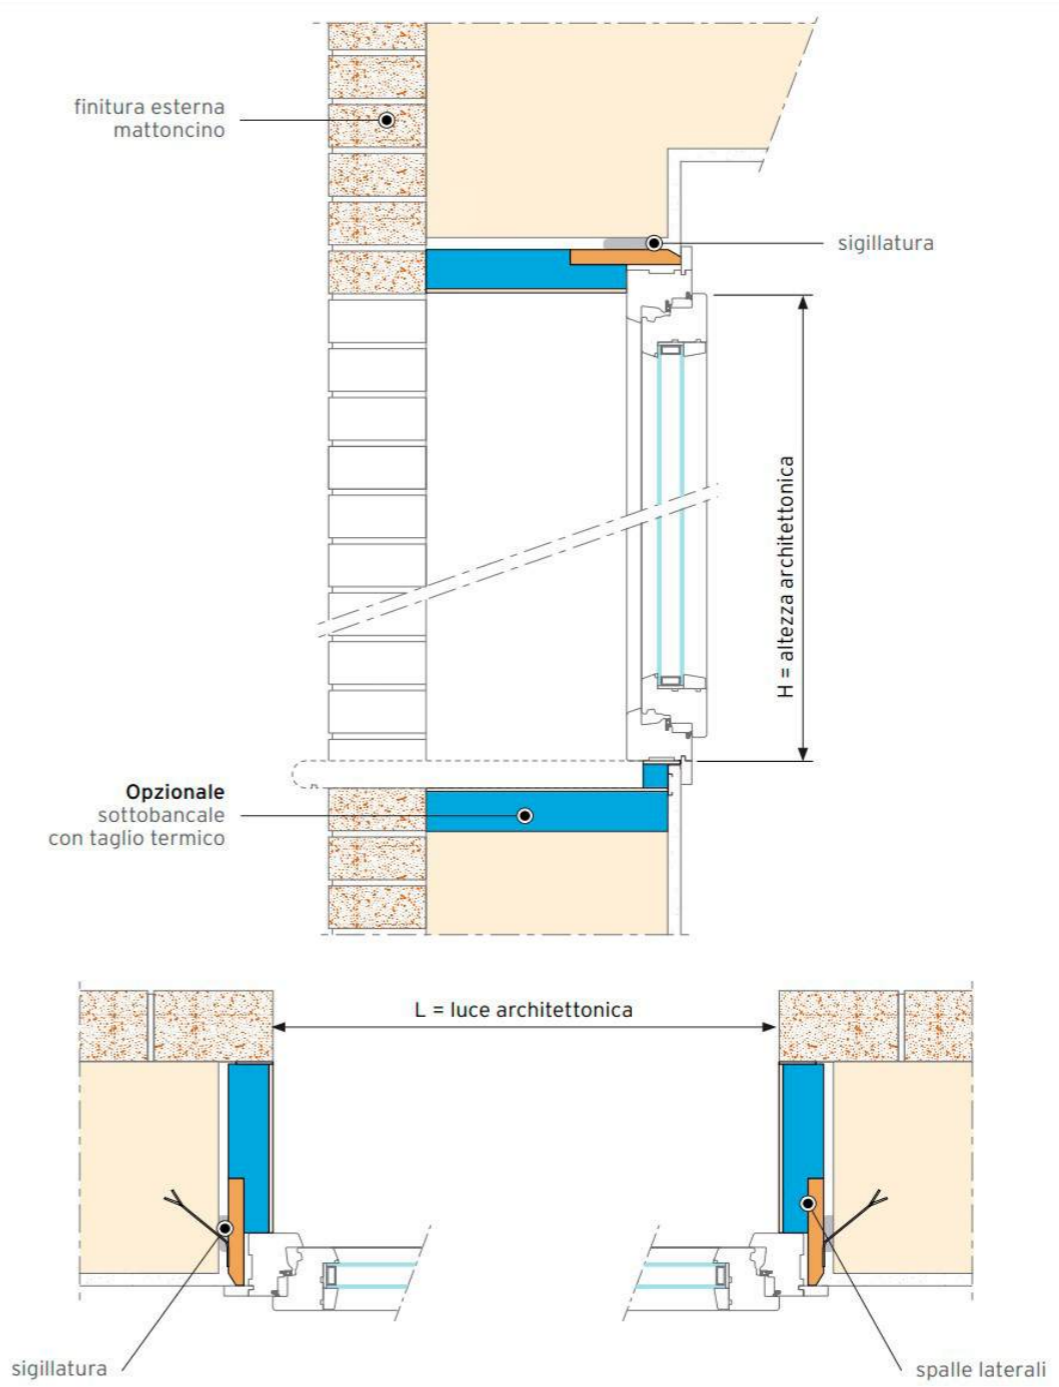 finitura esterna
mattoncino
sigillatura
H = altezza architettonica
Opzionale
sottobancale
con taglio termico
L = luce architettonica
sigillatura
spalle laterali